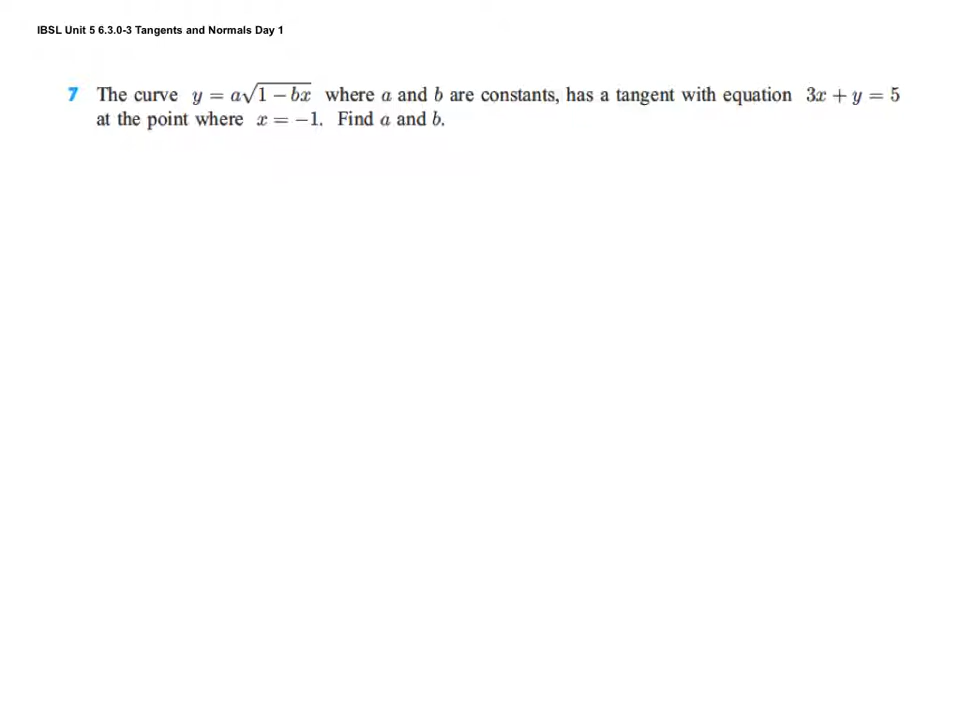 IBSL Unit 5 6.3.0-3 Tangents and Normals Day 1
7 The curve y = a√(1 − bx) where a and b are constants, has a tangent with equation 3x + y = 5
at the point where x = −1. Find a and b.